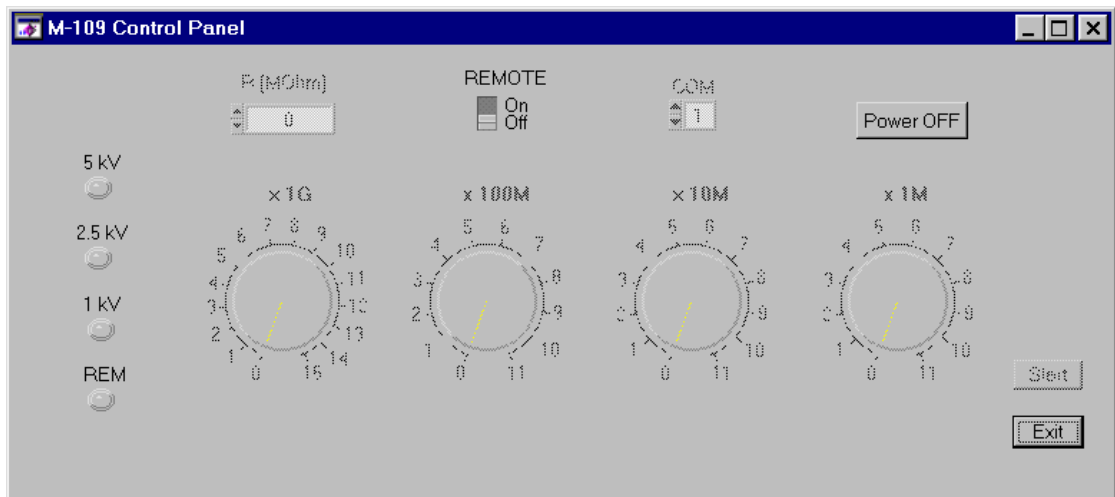 M-109 Control Panel
R (MOhm)
0
REMOTE
On
Off
COM
1
Power OFF
5 kV
2.5 kV
1 kV
REM
x 1G
0 1 2 3 4 5 6 7 8 9 10 11 12 13 14 15
x 100M
0 1 2 3 4 5 6 7 8 9 10 11
x 10M
0 1 2 3 4 5 6 7 8 9 10 11
x 1M
0 1 2 3 4 5 6 7 8 9 10 11
Start
Exit